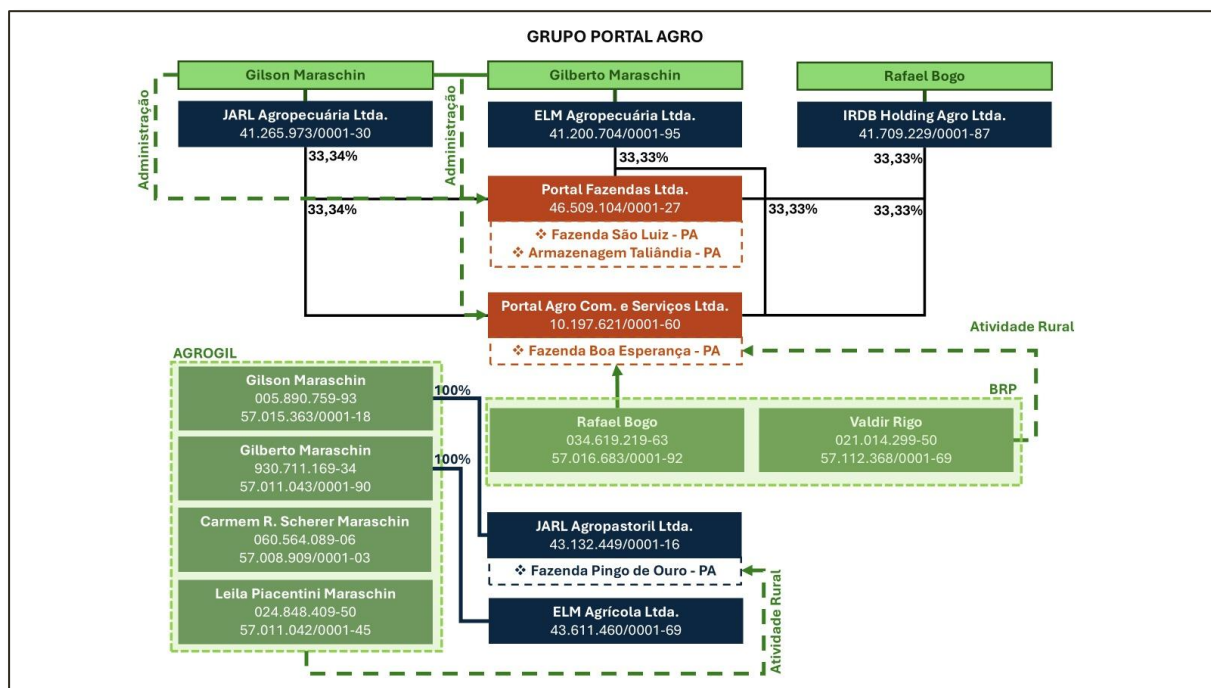 GRUPO PORTAL AGRO
Gilson Maraschin
Gilberto Maraschin
Rafael Bogo
Administração
Administração
JARL Agropecuária Ltda.
41.265.973/0001-30
ELM Agropecuária Ltda.
41.200.704/0001-95
IRDB Holding Agro Ltda.
41.709.229/0001-87
33,34%
33,33%
33,33%
Portal Fazendas Ltda.
46.509.104/0001-27
33,34%
33,33%
33,33%
❖ Fazenda São Luiz - PA
❖ Armazenagem Taliândia - PA
Portal Agro Com. e Serviços Ltda.
10.197.621/0001-60
❖ Fazenda Boa Esperança - PA
Atividade Rural
AGROGIL
Gilson Maraschin
005.890.759-93
57.015.363/0001-18
100%
Gilberto Maraschin
930.711.169-34
57.011.043/0001-90
100%
Carmem R. Scherer Maraschin
060.564.089-06
57.008.909/0001-03
Leila Piacentini Maraschin
024.848.409-50
57.011.042/0001-45
BRP
Rafael Bogo
034.619.219-63
57.016.683/0001-92
Valdir Rigo
021.014.299-50
57.112.368/0001-69
JARL Agropastoril Ltda.
43.132.449/0001-16
❖ Fazenda Pingo de Ouro - PA
ELM Agrícola Ltda.
43.611.460/0001-69
Atividade Rural